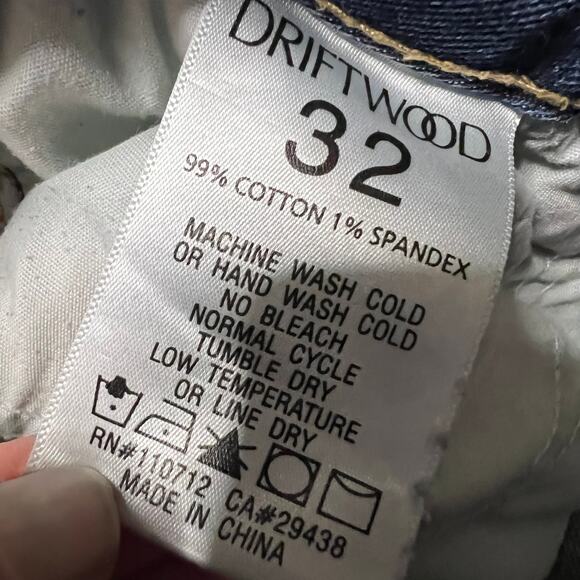 DRIFTWOOD
32
99% COTTON 1% SPANDEX
MACHINE WASH COLD
OR HAND WASH COLD
NO BLEACH
NORMAL CYCLE
TUMBLE DRY
LOW TEMPERATURE
OR LINE DRY
RN#110712 CA#29438
MADE IN CHINA